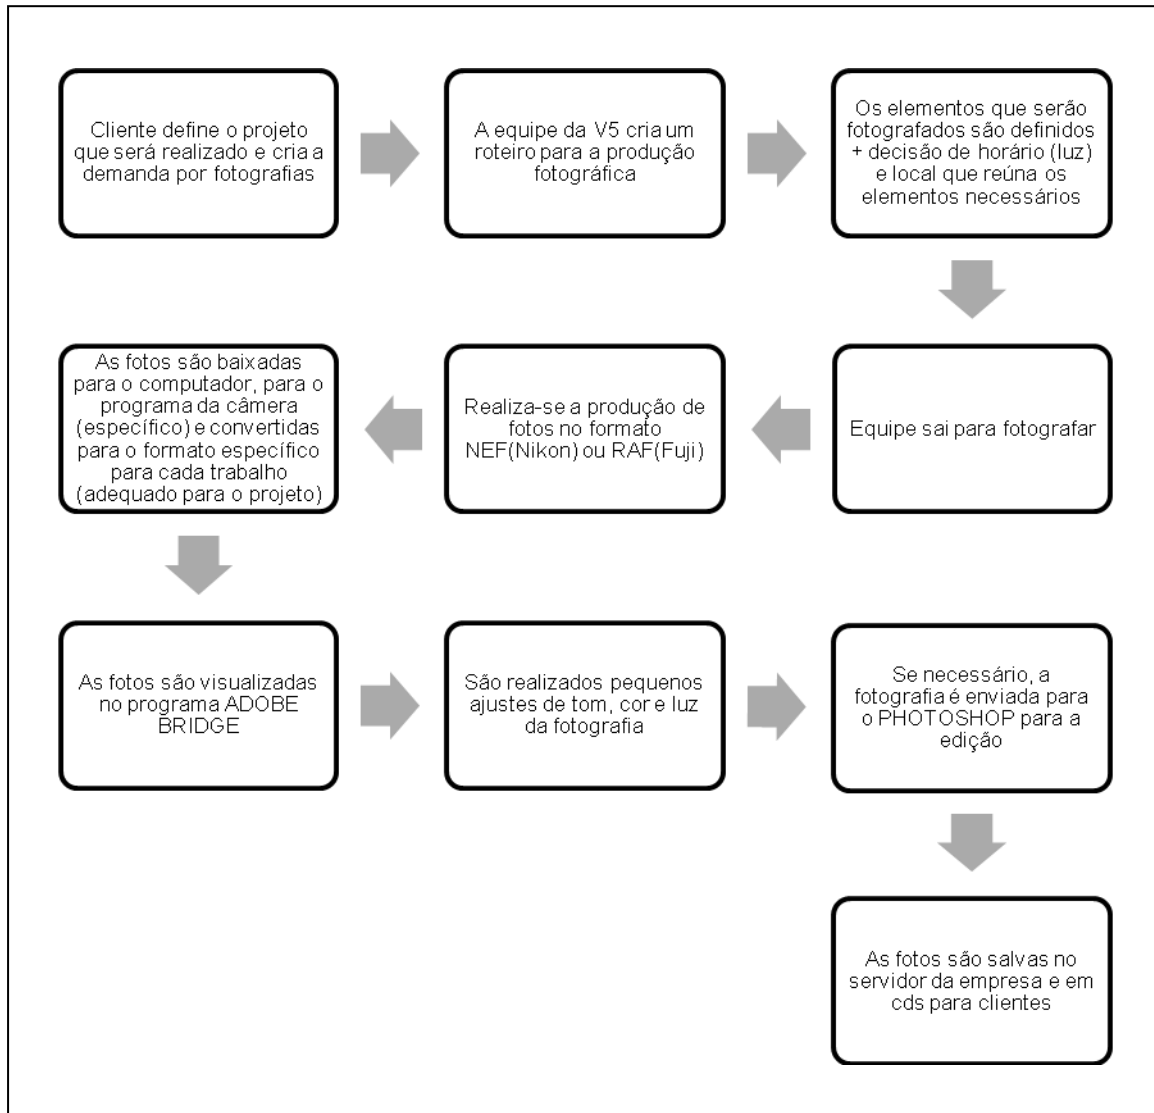 Cliente define o projeto
que será realizado e cria a
demanda por fotografias
A equipe da V5 cria um
roteiro para a produção
fotográfica
Os elementos que serão
fotografados são definidos
+ decisão de horário (luz)
e local que reúna os
elementos necessários
Equipe sai para fotografar
Realiza-se a produção de
fotos no formato
NEF(Nikon) ou RAF(Fuji)
As fotos são baixadas
para o computador, para o
programa da câmera
(específico) e convertidas
para o formato específico
para cada trabalho
(adequado para o projeto)
As fotos são visualizadas
no programa ADOBE
BRIDGE
São realizados pequenos
ajustes de tom, cor e luz
da fotografia
Se necessário, a
fotografia é enviada para
o PHOTOSHOP para a
edição
As fotos são salvas no
servidor da empresa e em
cds para clientes